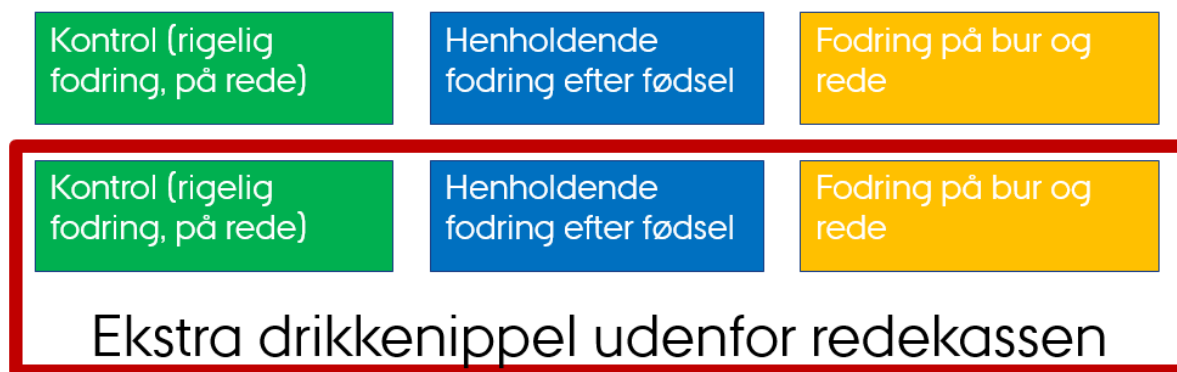 Kontrol (rigelig
fodring, på rede)
Henholdende
fodring efter fødsel
Fodring på bur og
rede
Kontrol (rigelig
fodring, på rede)
Henholdende
fodring efter fødsel
Fodring på bur og
rede
Ekstra drikkenippel udenfor redekassen